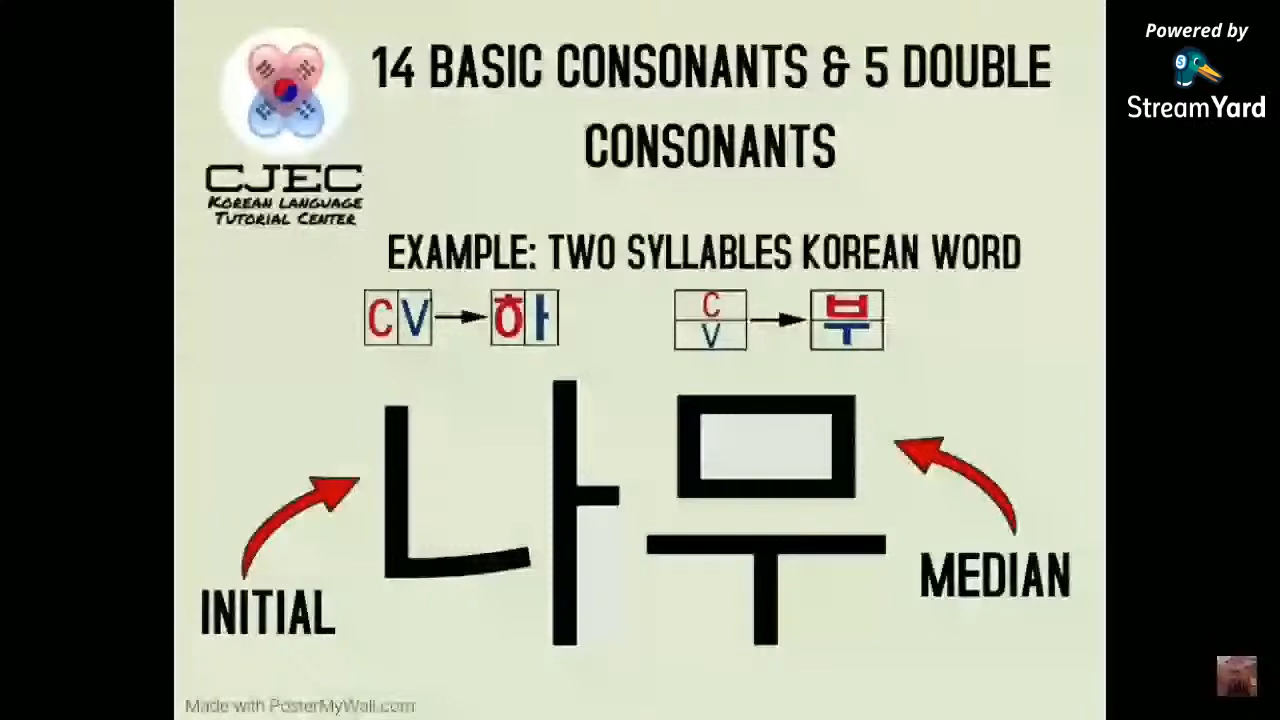 Powered by
StreamYard
14 BASIC CONSONANTS & 5 DOUBLE
CONSONANTS
CJEC
KOREAN LANGUAGE
TUTORIAL CENTER
EXAMPLE: TWO SYLLABLES KOREAN WORD
C V 하
C V 부
나무
INITIAL
MEDIAN
Made with PosterMyWall.com